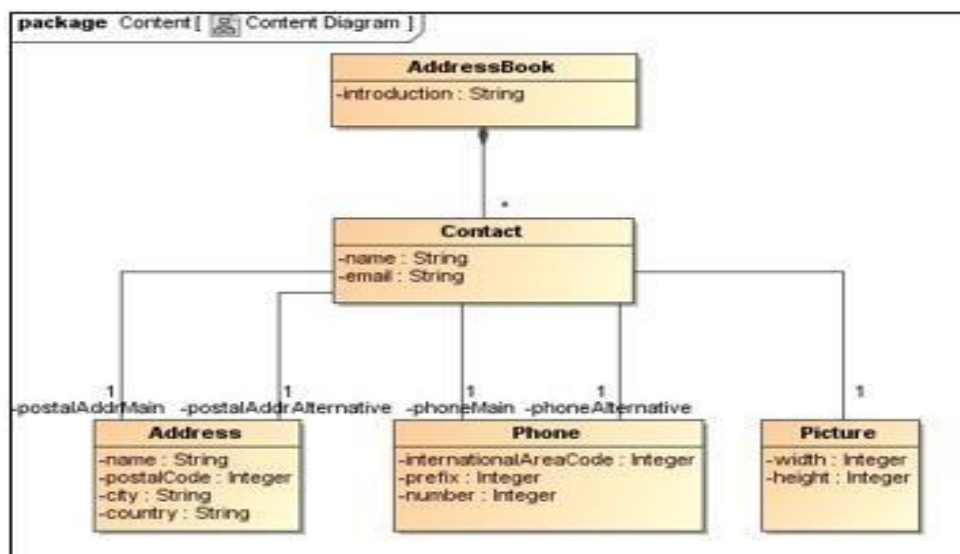 package Content [ Content Diagram ]
AddressBook
-introduction : String
*
Contact
-name : String
-email : String
1 1 1 1 1
-postalAddrMain -postalAddrAlternative -phoneMain -phoneAlternative
Address
-name : String
-postalCode : Integer
-city : String
-country : String
Phone
-internationalAreaCode : Integer
-prefix : Integer
-number : Integer
Picture
-width : Integer
-height : Integer